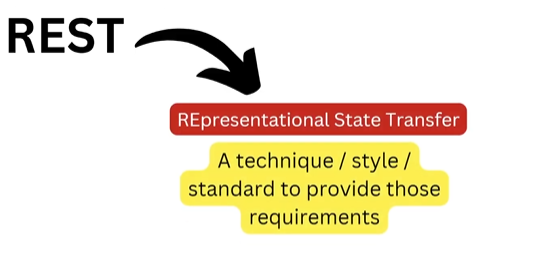 REST
REpresentational State Transfer
A technique / style /
standard to provide those
requirements